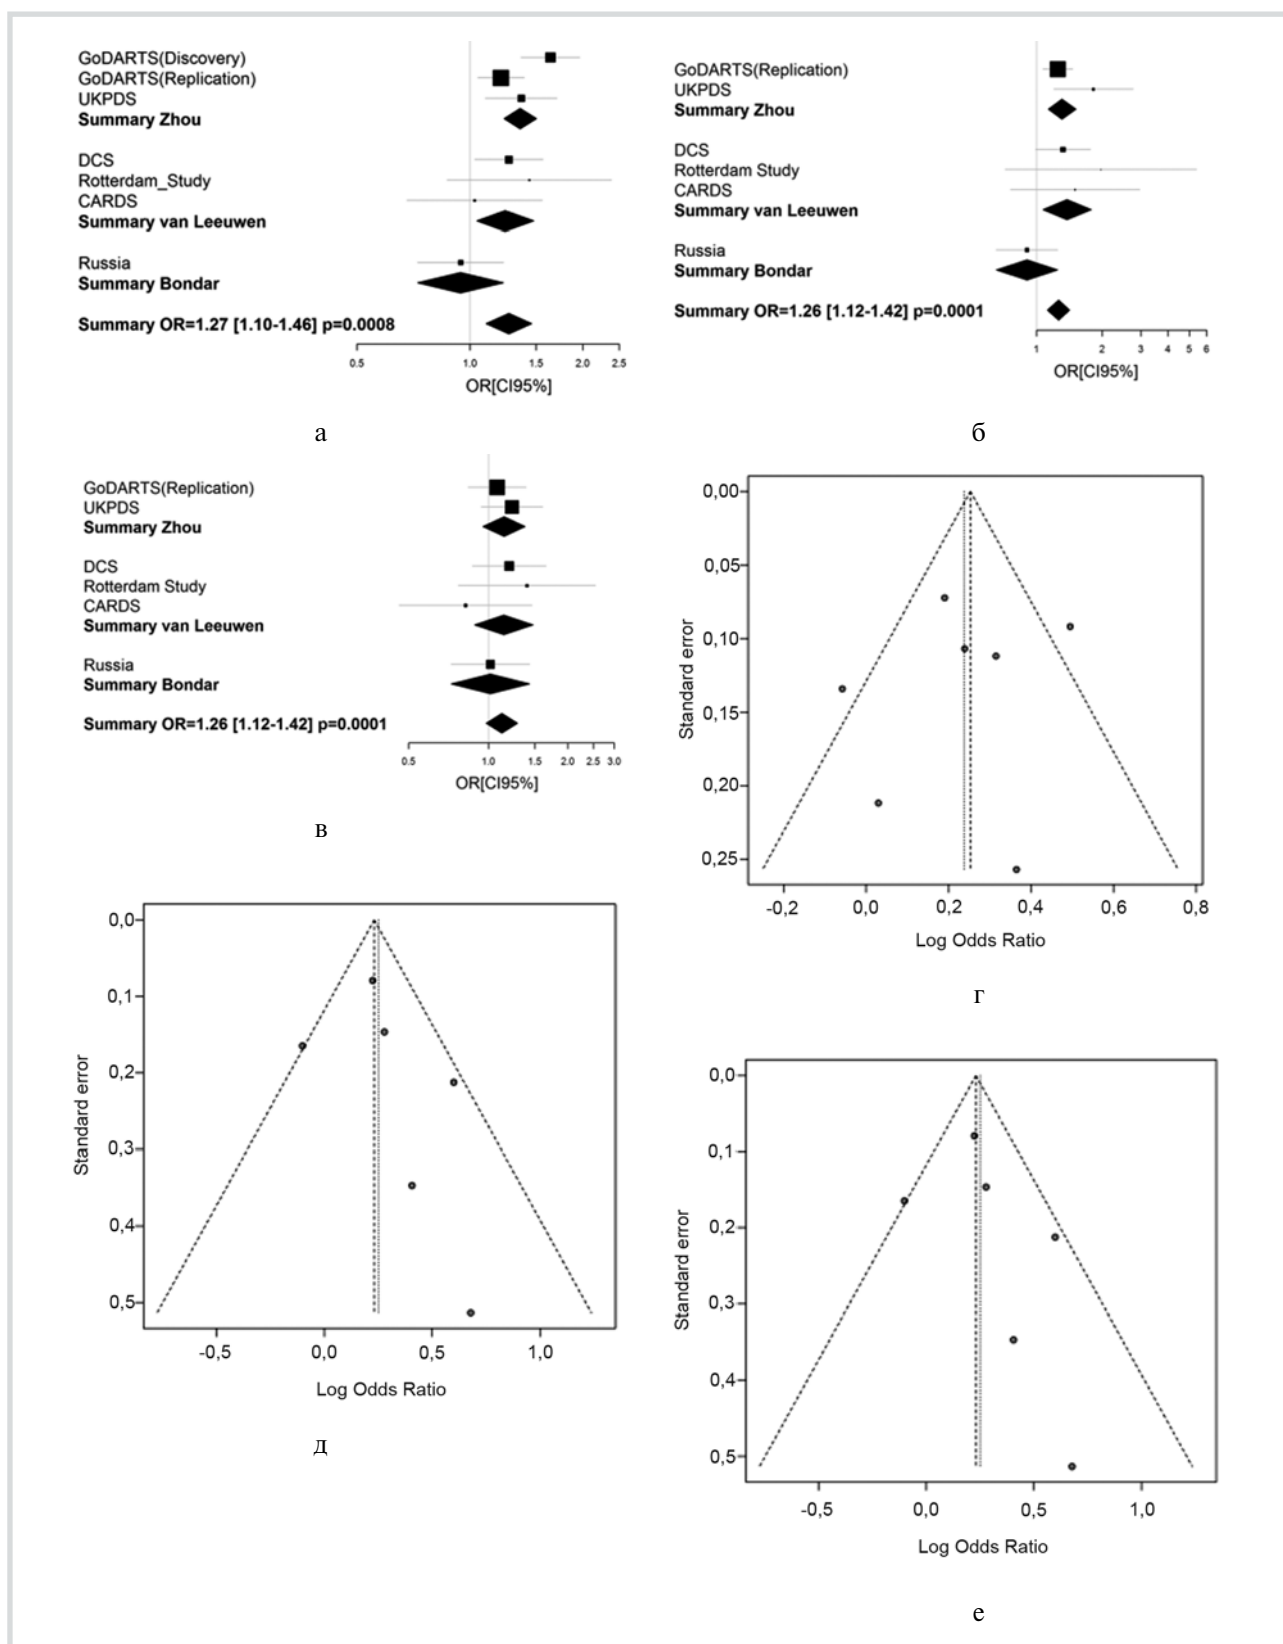 GoDARTS(Discovery)
GoDARTS(Replication)
UKPDS
Summary Zhou
DCS
Rotterdam_Study
CARDS
Summary van Leeuwen
Russia
Summary Bondar
Summary OR=1.27 [1.10-1.46] p=0.0008
0.5 1.0 1.5 2.0 2.5
OR[CI95%]
а
GoDARTS(Replication)
UKPDS
Summary Zhou
DCS
Rotterdam Study
CARDS
Summary van Leeuwen
Russia
Summary Bondar
Summary OR=1.26 [1.12-1.42] p=0.0001
1 2 3 4 5 6
OR[CI95%]
б
GoDARTS(Replication)
UKPDS
Summary Zhou
DCS
Rotterdam Study
CARDS
Summary van Leeuwen
Russia
Summary Bondar
Summary OR=1.26 [1.12-1.42] p=0.0001
0.5 1.0 1.5 2.0 2.5 3.0
OR[CI95%]
в
Standard error
0,00
0,05
0,10
0,15
0,20
0,25
-0,2 0,0 0,2 0,4 0,6 0,8
Log Odds Ratio
г
Standard error
0,0
0,1
0,2
0,3
0,4
0,5
-0,5 0,0 0,5 1,0
Log Odds Ratio
д
Standard error
0,0
0,1
0,2
0,3
0,4
0,5
-0,5 0,0 0,5 1,0
Log Odds Ratio
е